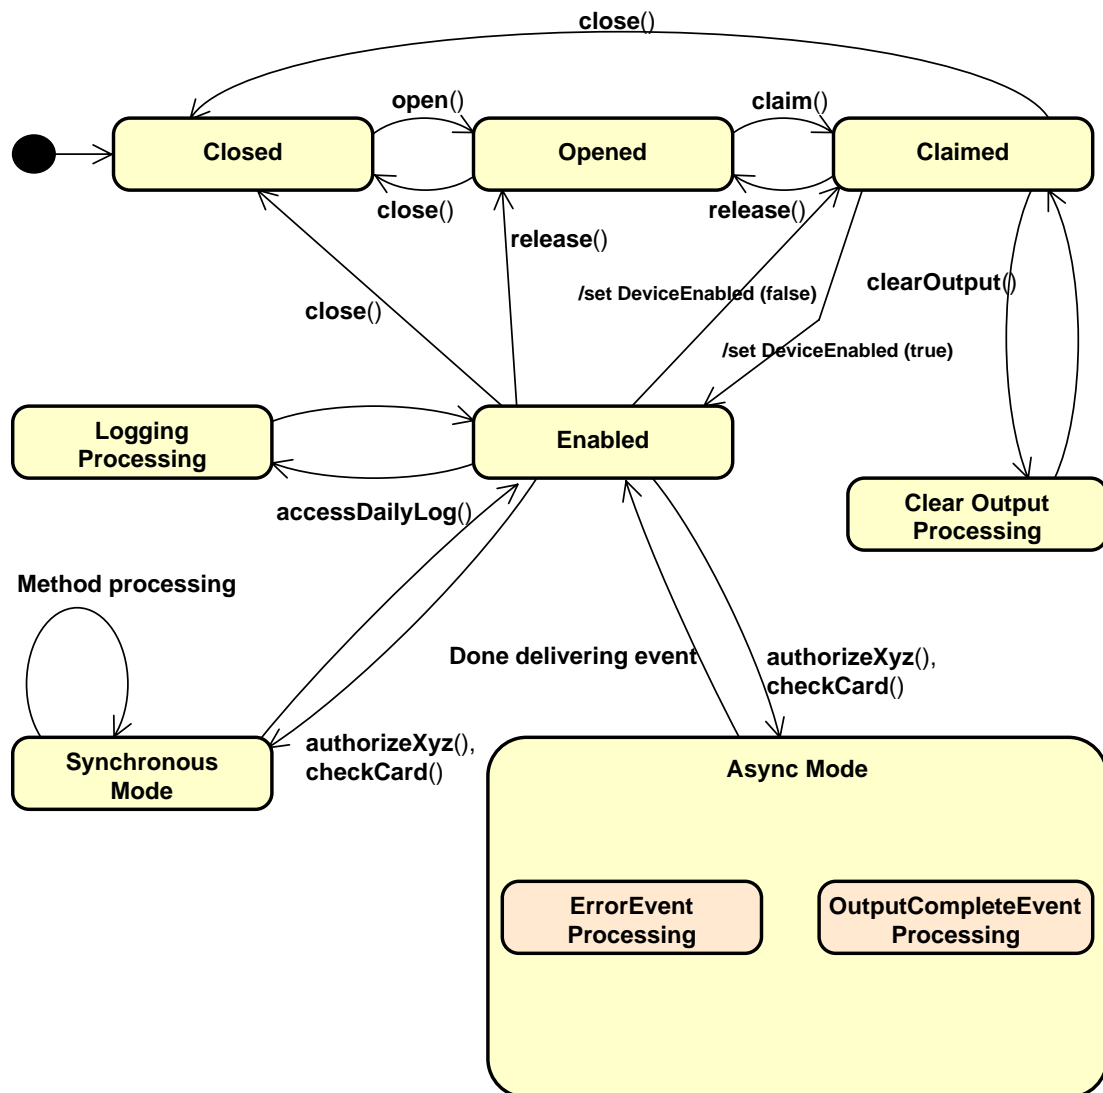 close()
open()
claim()
Closed
Opened
Claimed
close()
release()
release()
clearOutput()
/set DeviceEnabled (false)
close()
/set DeviceEnabled (true)
Logging
Processing
Enabled
Clear Output
Processing
accessDailyLog()
Method processing
Done delivering event
authorizeXyz(),
checkCard()
authorizeXyz(),
checkCard()
Synchronous
Mode
Async Mode
ErrorEvent
Processing
OutputCompleteEvent
Processing